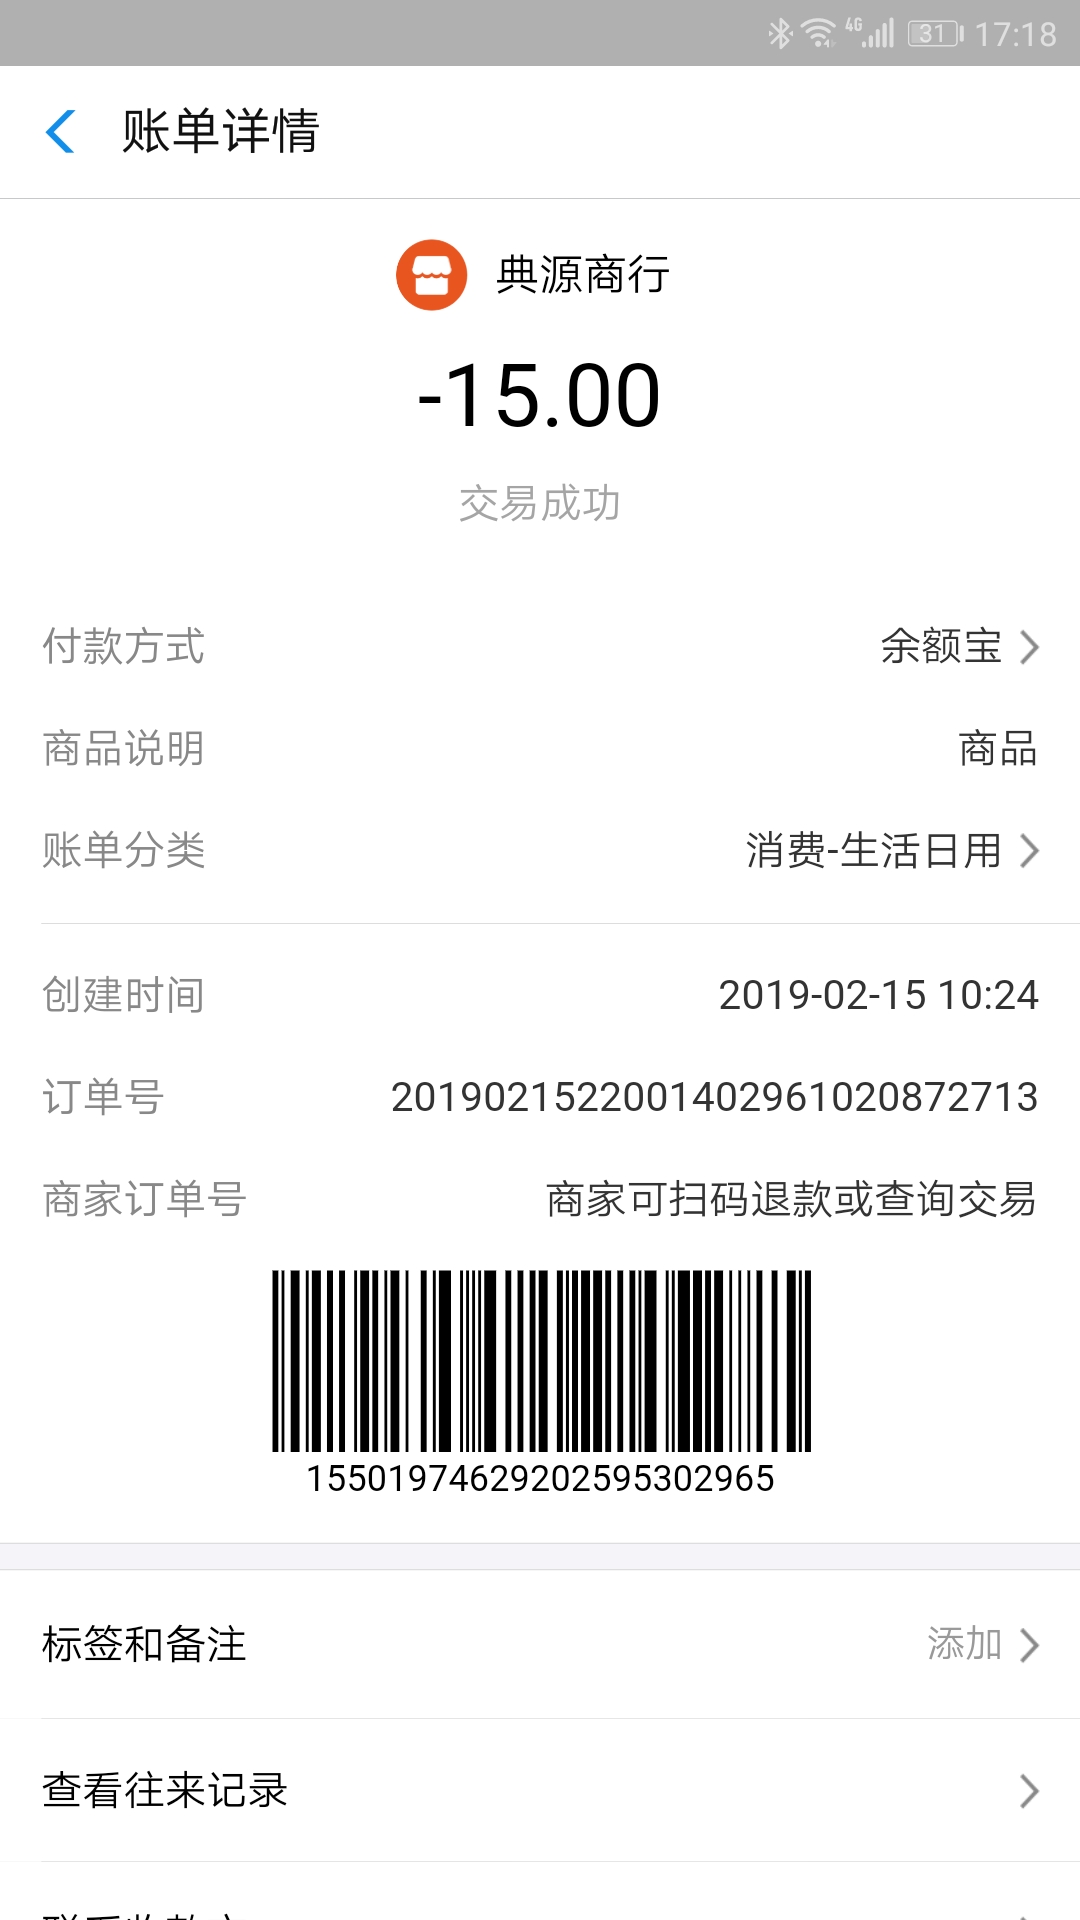 4G 31 17:18
账单详情
典源商行
-15.00
交易成功
付款方式 余额宝
商品说明 商品
账单分类 消费-生活日用
创建时间 2019-02-15 10:24
订单号 2019021522001402961020872713
商家订单号 商家可扫码退款或查询交易
15501974629202595302965
标签和备注 添加
查看往来记录